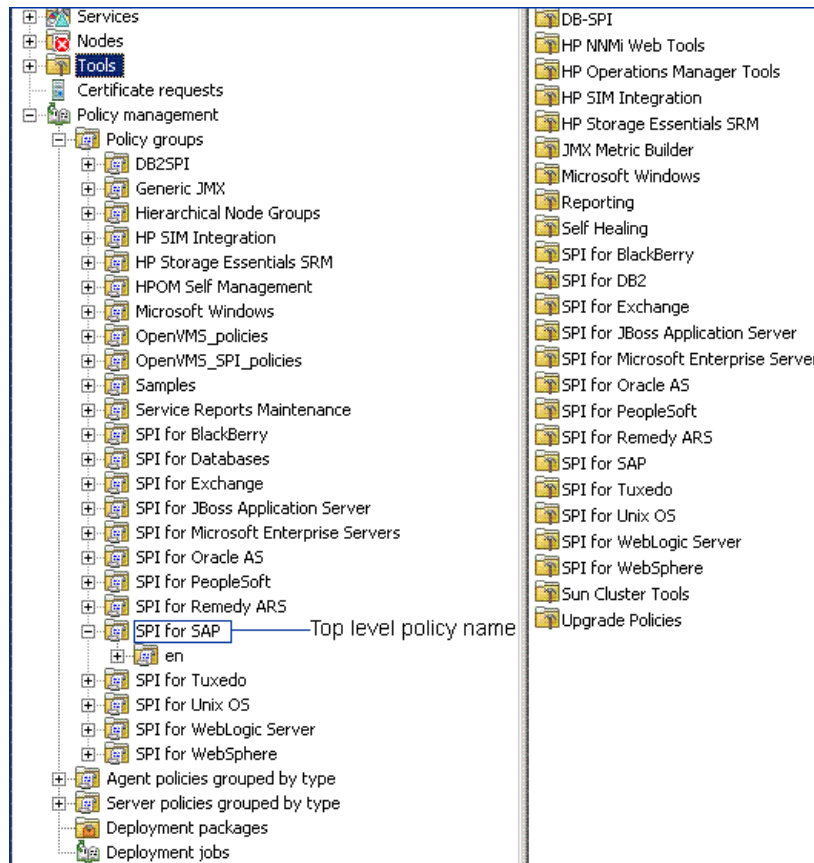 Services
Nodes
Tools
Certificate requests
Policy management
Policy groups
DB2SPI
Generic JMX
Hierarchical Node Groups
HP SIM Integration
HP Storage Essentials SRM
HPOM Self Management
Microsoft Windows
OpenVMS_policies
OpenVMS_SPI_policies
Samples
Service Reports Maintenance
SPI for BlackBerry
SPI for Databases
SPI for Exchange
SPI for JBoss Application Server
SPI for Microsoft Enterprise Servers
SPI for Oracle AS
SPI for PeopleSoft
SPI for Remedy ARS
SPI for SAP Top level policy name
en
SPI for Tuxedo
SPI for Unix OS
SPI for WebLogic Server
SPI for WebSphere
Agent policies grouped by type
Server policies grouped by type
Deployment packages
Deployment jobs
DB-SPI
HP NNMi Web Tools
HP Operations Manager Tools
HP SIM Integration
HP Storage Essentials SRM
JMX Metric Builder
Microsoft Windows
Reporting
Self Healing
SPI for BlackBerry
SPI for DB2
SPI for Exchange
SPI for JBoss Application Server
SPI for Microsoft Enterprise Server
SPI for Oracle AS
SPI for PeopleSoft
SPI for Remedy ARS
SPI for SAP
SPI for Tuxedo
SPI for Unix OS
SPI for WebLogic Server
SPI for WebSphere
Sun Cluster Tools
Upgrade Policies